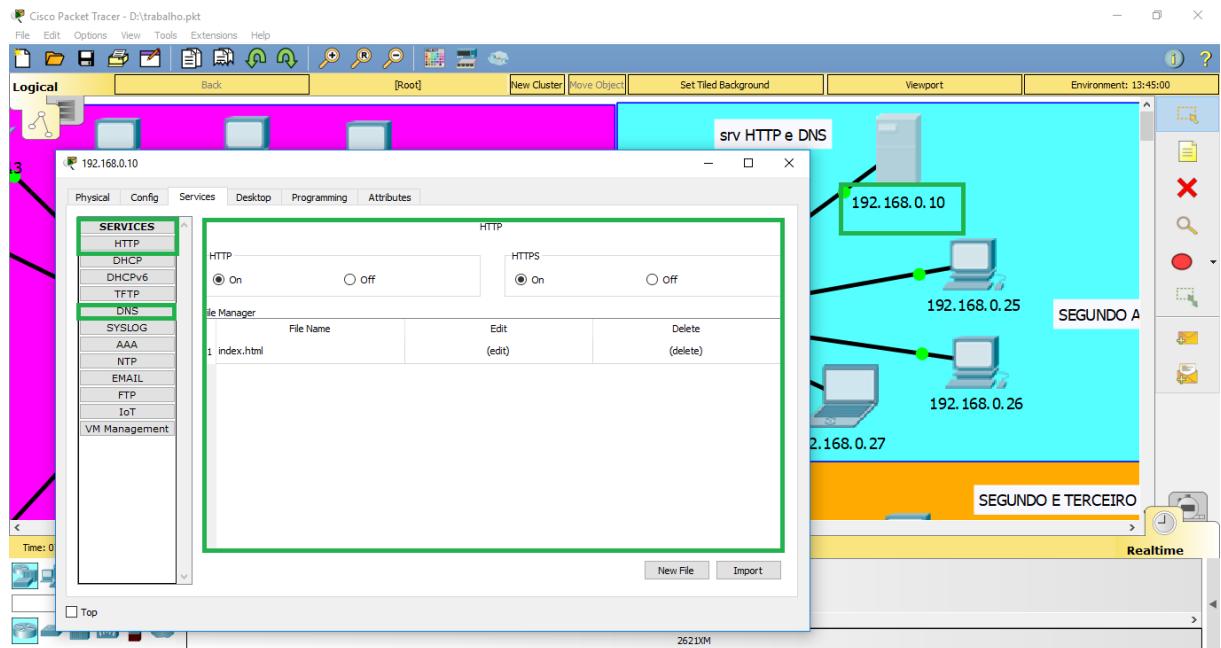 Cisco Packet Tracer - D:\trabalho.pkt
File Edit Options View Tools Extensions Help
Logical Back [Root] New Cluster Move Object Set Tiled Background Viewport Environment: 13:45:00
srv HTTP e DNS
13
192.168.0.10
192.168.0.10
Physical Config Services Desktop Programming Attributes
SERVICES
HTTP
DHCP
DHCPv6
TFTP
DNS
SYSLOG
AAA
NTP
EMAIL
FTP
IoT
VM Management
HTTP
HTTP HTTPS
On Off On Off
ile Manager
File Name Edit Delete
1 index.html (edit) (delete)
New File Import
Top
192.168.0.25
SEGUNDO A
192.168.0.26
2.168.0.27
SEGUNDO E TERCEIRO
Time: 0
Realtime
2621XM